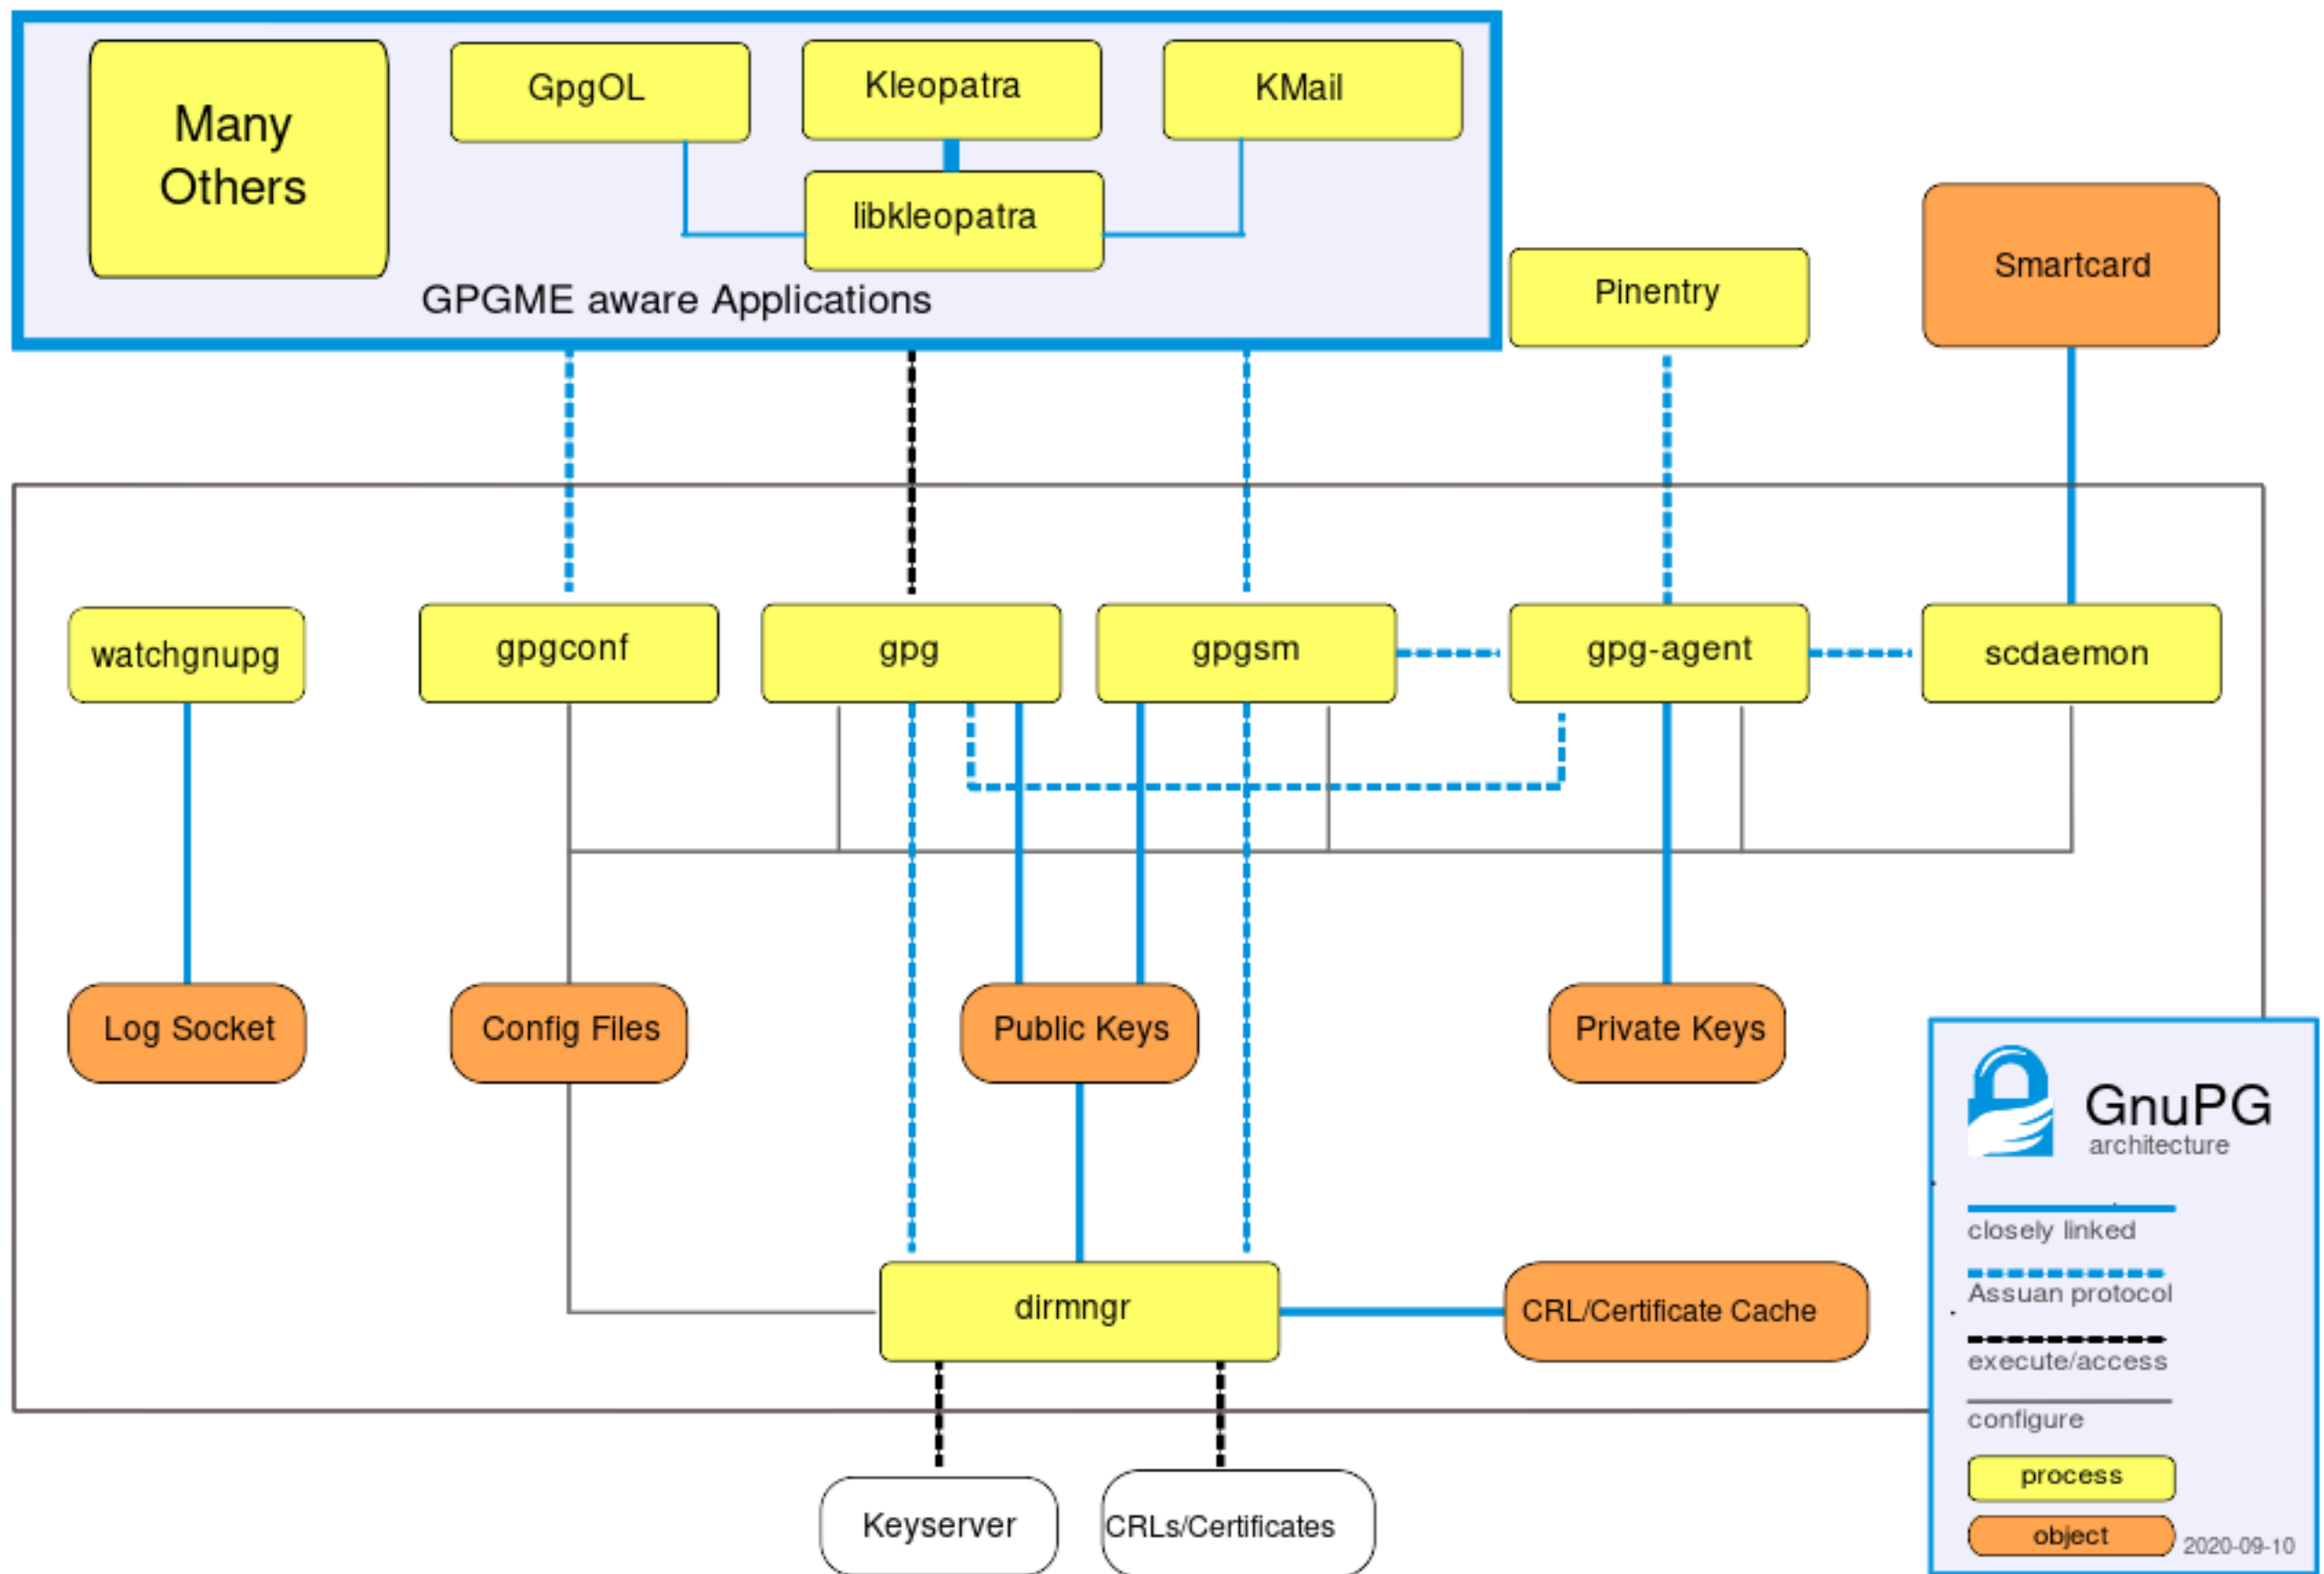 Many
Others
GpgOL
Kleopatra
KMail
libkleopatra
GPGME aware Applications
Pinentry
Smartcard
watchgnupg
gpgconf
gpg
gpgsm
gpg-agent
scdaemon
Log Socket
Config Files
Public Keys
Private Keys
dirmngr
CRL/Certificate Cache
Keyserver
CRLs/Certificates
GnuPG
architecture
closely linked
Assuan protocol
execute/access
configure
process
object
2020-09-10